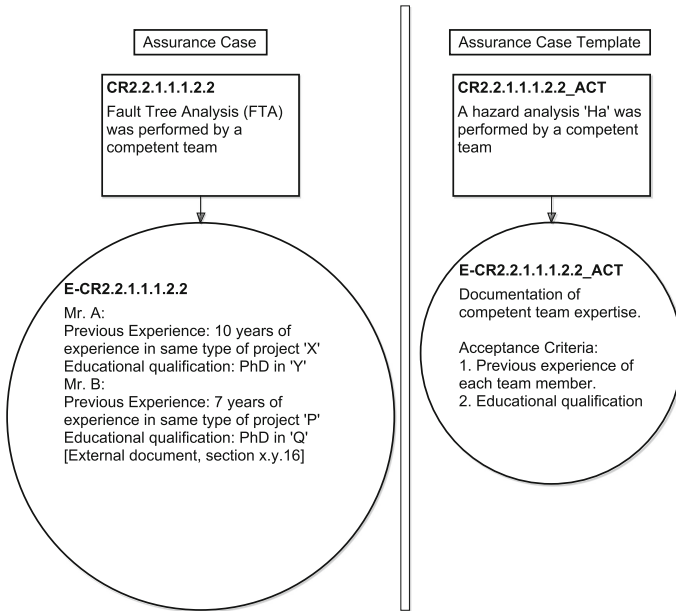 Assurance Case
CR2.2.1.1.1.2.2
Fault Tree Analysis (FTA)
was performed by a
competent team
E-CR2.2.1.1.1.2.2
Mr. A:
Previous Experience: 10 years of
experience in same type of project 'X'
Educational qualification: PhD in 'Y'
Mr. B:
Previous Experience: 7 years of
experience in same type of project 'P'
Educational qualification: PhD in 'Q'
[External document, section x.y.16]
Assurance Case Template
CR2.2.1.1.1.2.2_ACT
A hazard analysis 'Ha' was
performed by a competent
team
E-CR2.2.1.1.1.2.2_ACT
Documentation of
competent team expertise.
Acceptance Criteria:
1. Previous experience of
each team member.
2. Educational qualification